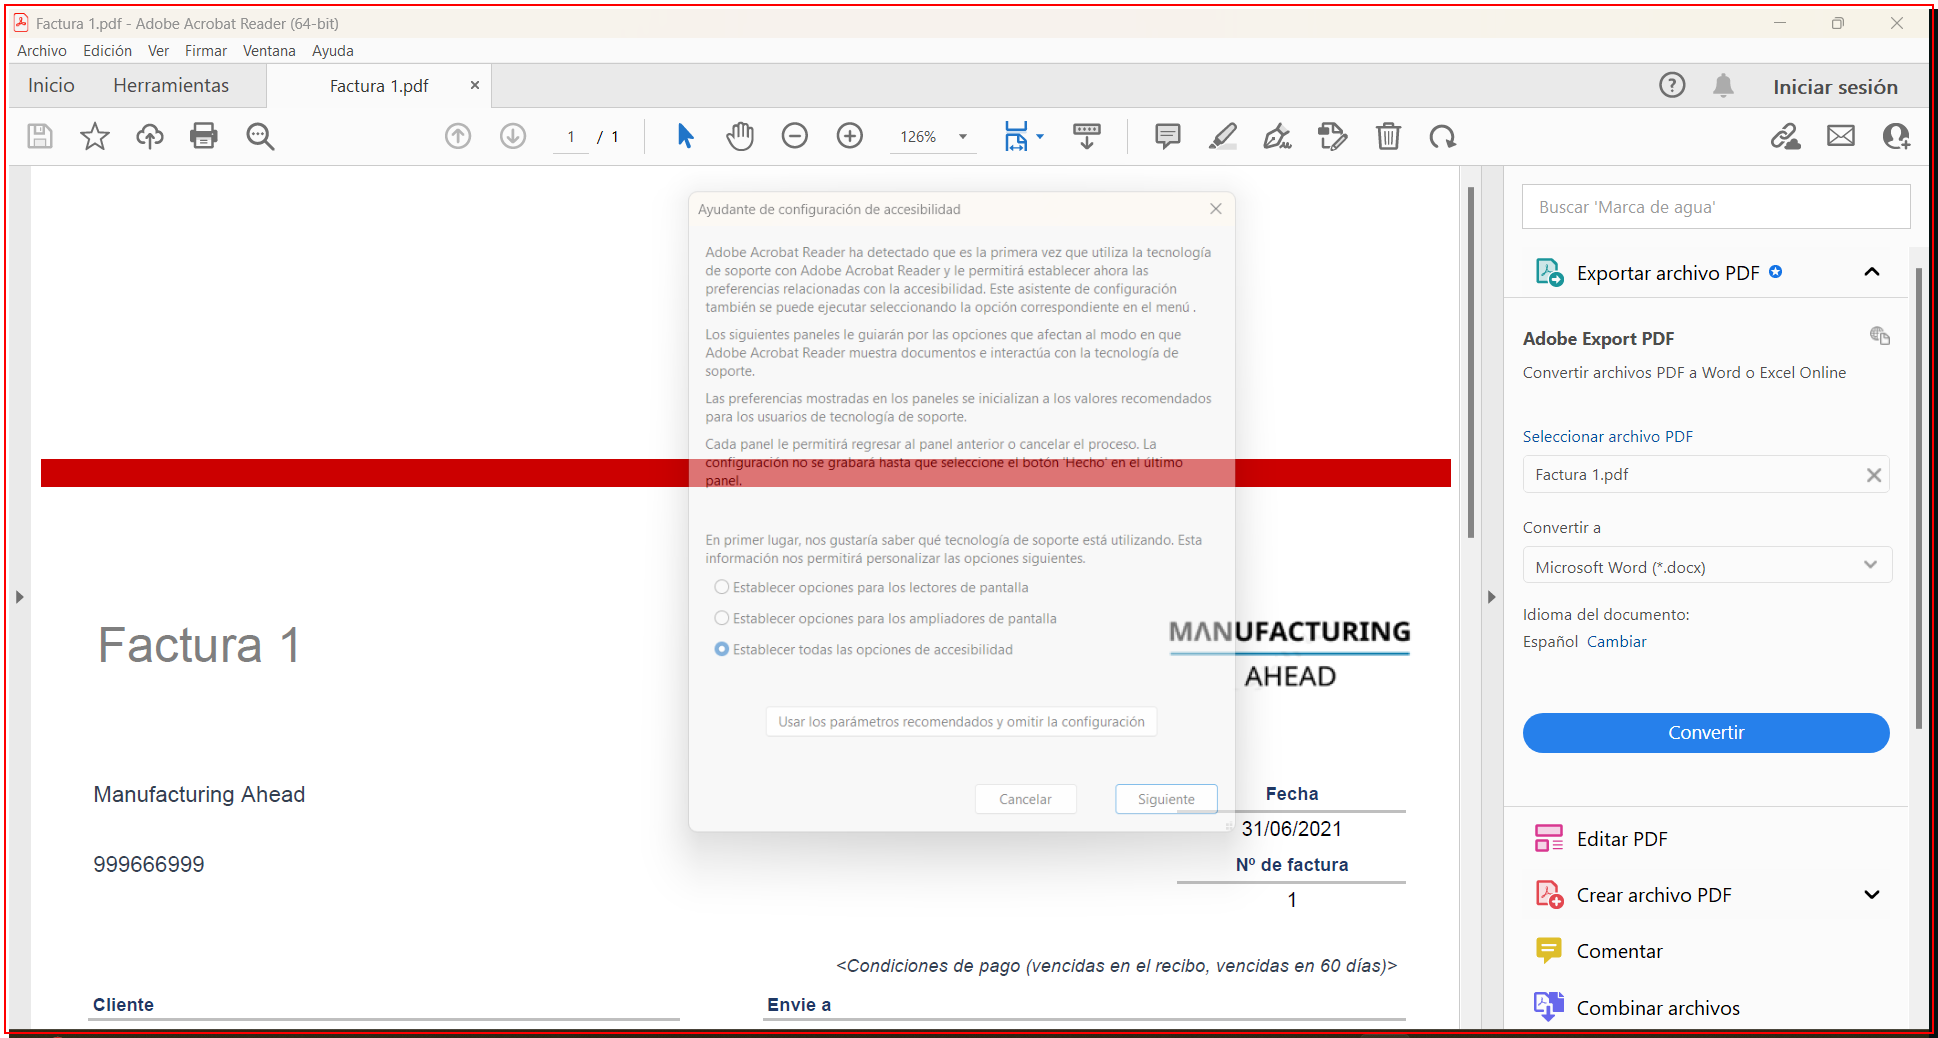 Factura 1.pdf - Adobe Acrobat Reader (64-bit)
Archivo Edición Ver Firmar Ventana Ayuda
Inicio Herramientas Factura 1.pdf Iniciar sesión
1 / 1 126%
Ayudante de configuración de accesibilidad
Adobe Acrobat Reader ha detectado que es la primera vez que utiliza la tecnología
de soporte con Adobe Acrobat Reader y le permitirá establecer ahora las
preferencias relacionadas con la accesibilidad. Este asistente de configuración
también se puede ejecutar seleccionando la opción correspondiente en el menú .
Los siguientes paneles le guiarán por las opciones que afectan al modo en que
Adobe Acrobat Reader muestra documentos e interactúa con la tecnología de
soporte.
Las preferencias mostradas en los paneles se inicializan a los valores recomendados
para los usuarios de tecnología de soporte.
Cada panel le permitirá regresar al panel anterior o cancelar el proceso. La
configuración no se grabará hasta que seleccione el botón 'Hecho' en el último
panel.
En primer lugar, nos gustaría saber qué tecnología de soporte está utilizando. Esta
información nos permitirá personalizar las opciones siguientes.
Establecer opciones para los lectores de pantalla
Establecer opciones para los ampliadores de pantalla
Establecer todas las opciones de accesibilidad
Usar los parámetros recomendados y omitir la configuración
Cancelar Siguiente
Factura 1
MANUFACTURING
AHEAD
Manufacturing Ahead
999666999
Fecha
31/06/2021
Nº de factura
1
<Condiciones de pago (vencidas en el recibo, vencidas en 60 días)>
Cliente
Envie a
Buscar 'Marca de agua'
Exportar archivo PDF
Adobe Export PDF
Convertir archivos PDF a Word o Excel Online
Seleccionar archivo PDF
Factura 1.pdf
Convertir a
Microsoft Word (*.docx)
Idioma del documento:
Español Cambiar
Convertir
Editar PDF
Crear archivo PDF
Comentar
Combinar archivos